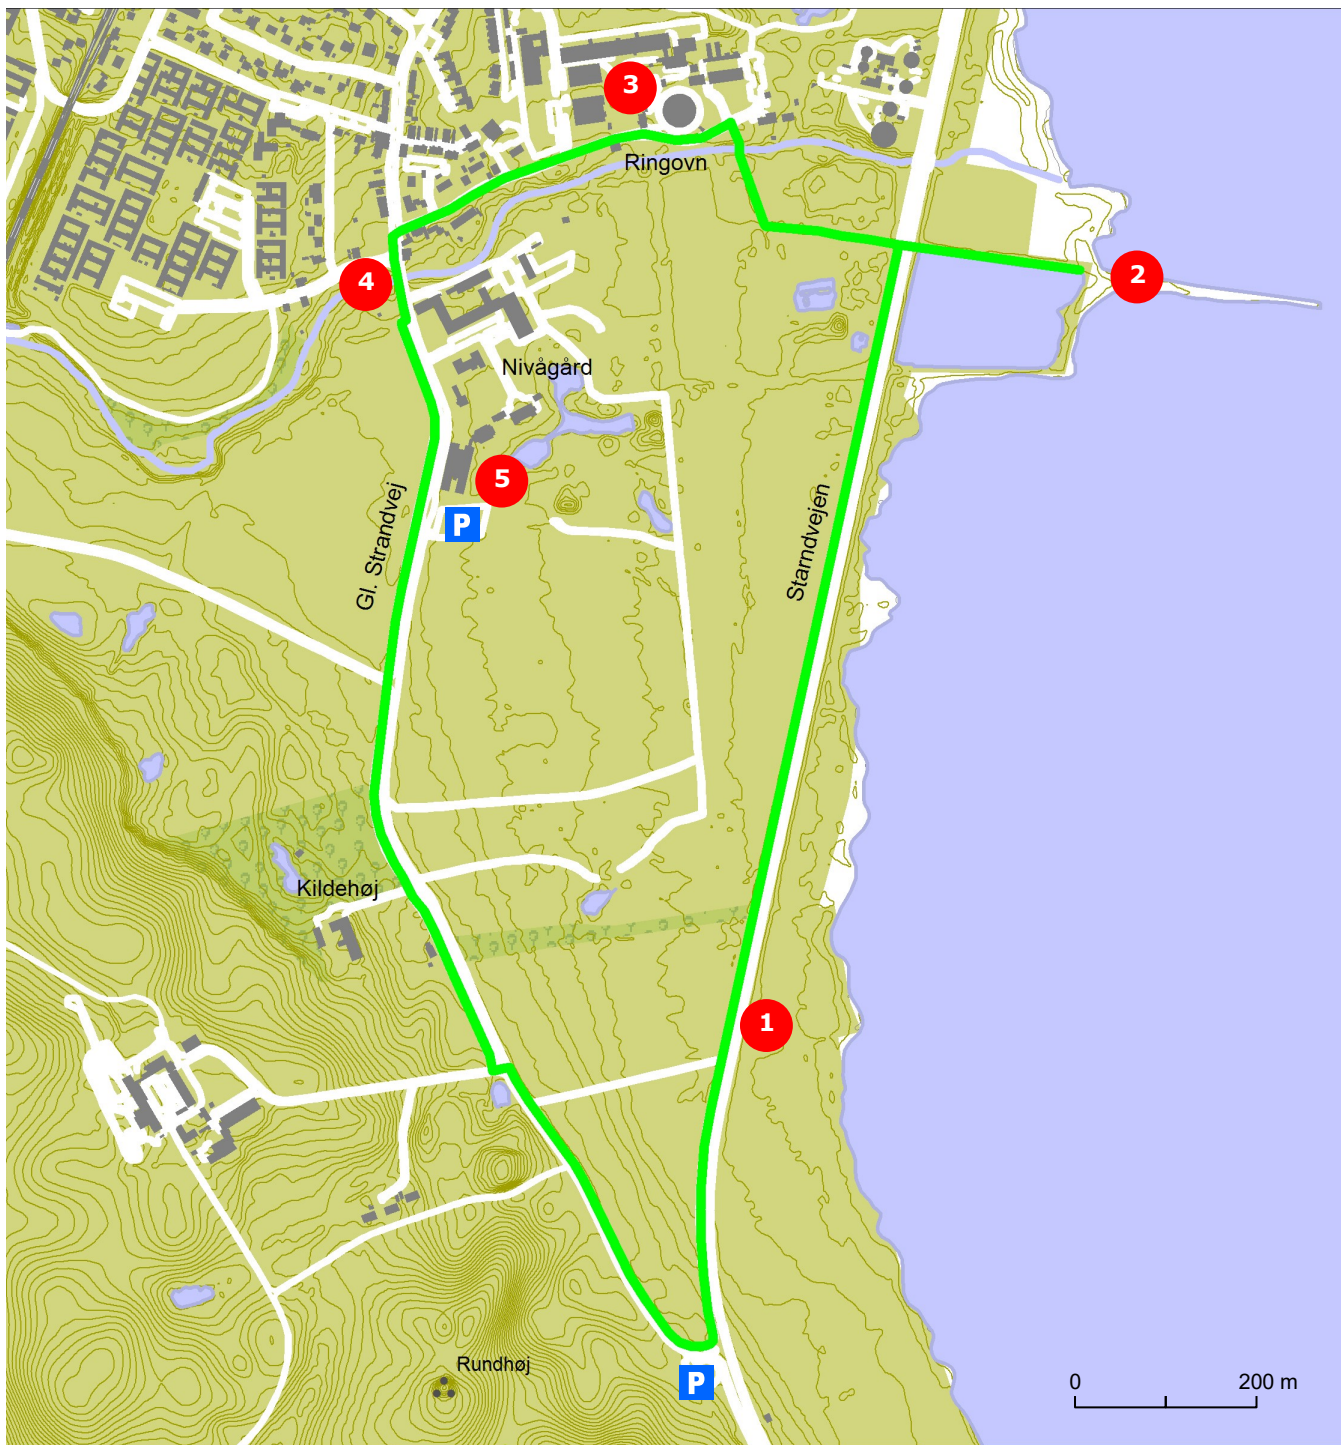 3
Ringovn
4
2
Nivågård
5
P
Gl. Strandvej
Starndvejen
Kildehøj
1
Rundhøj
P
0 200 m